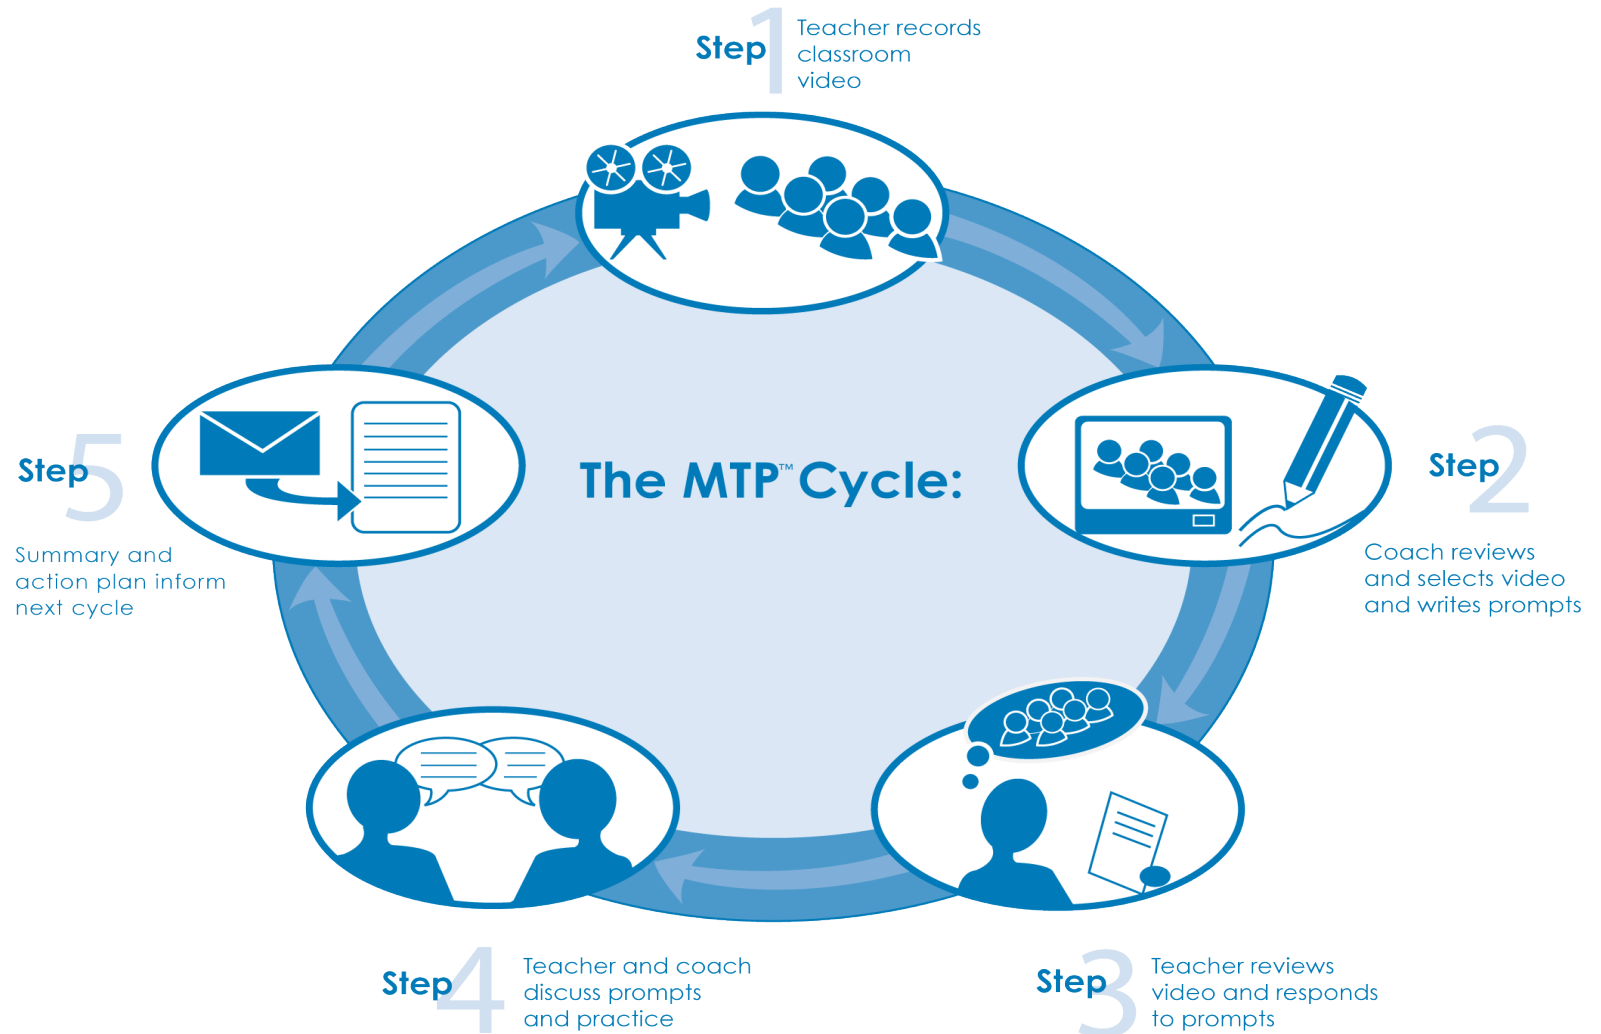 Step 1
Teacher records
classroom
video
The MTP™ Cycle:
Step 2
Coach reviews
and selects video
and writes prompts
Step 3
Teacher reviews
video and responds
to prompts
Step 4
Teacher and coach
discuss prompts
and practice
Step 5
Summary and
action plan inform
next cycle